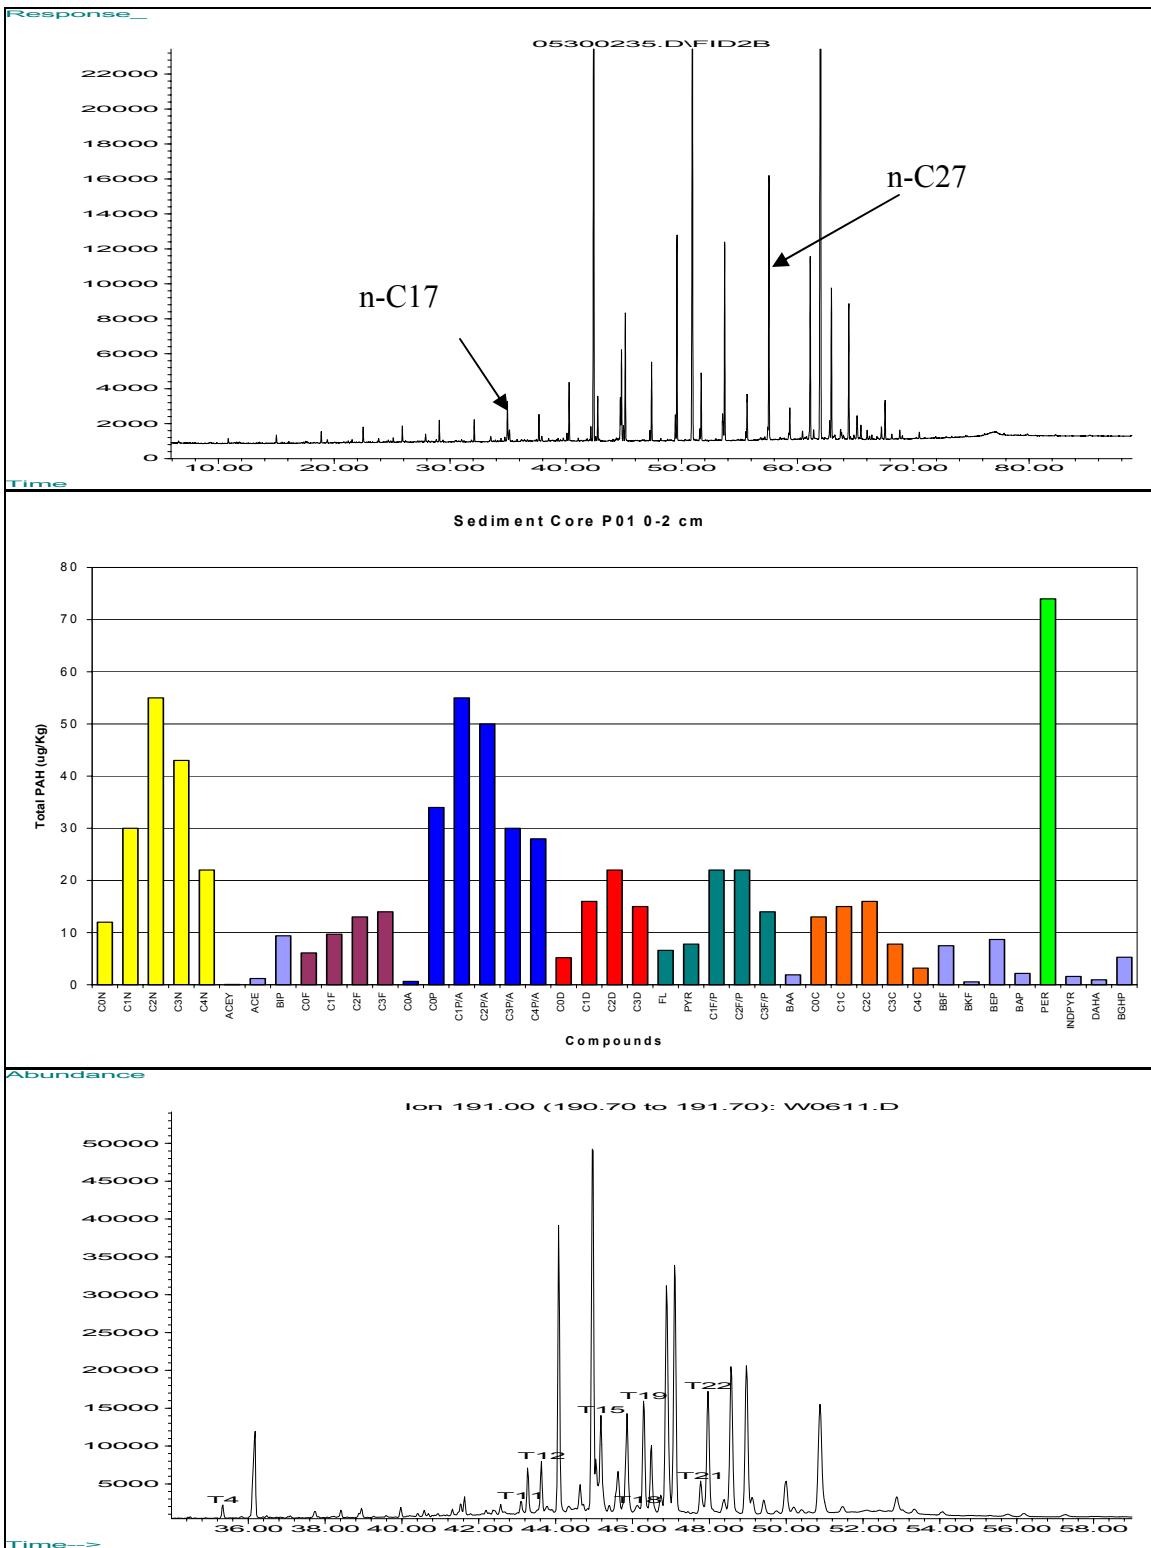 Response_
05300235.D\FID2B
22000
20000
18000
16000
14000
12000
10000
8000
6000
4000
2000
0
n-C17
n-C27
10.00 20.00 30.00 40.00 50.00 60.00 70.00 80.00
Time
Sediment Core P01 0-2 cm
Total PAH (ug/Kg)
80
70
60
50
40
30
20
10
0
C0N C1N C2N C3N C4N ACEY ACE BIP C0F C1F C2F C3F C0A C0P C1P/A C2P/A C3P/A C4P/A C0D C1D C2D C3D FL PYR C1F/P C2F/P C3F/P BAA C0C C1C C2C C3C C4C BBF BKF BEP BAP PER INDPYR DAHA BGHP
Compounds
Abundance
Ion 191.00 (190.70 to 191.70): W0611.D
50000
45000
40000
35000
30000
25000
20000
15000
10000
5000
T4
T11
T12
T15
T18
T19
T21
T22
36.00 38.00 40.00 42.00 44.00 46.00 48.00 50.00 52.00 54.00 56.00 58.00
Time-->